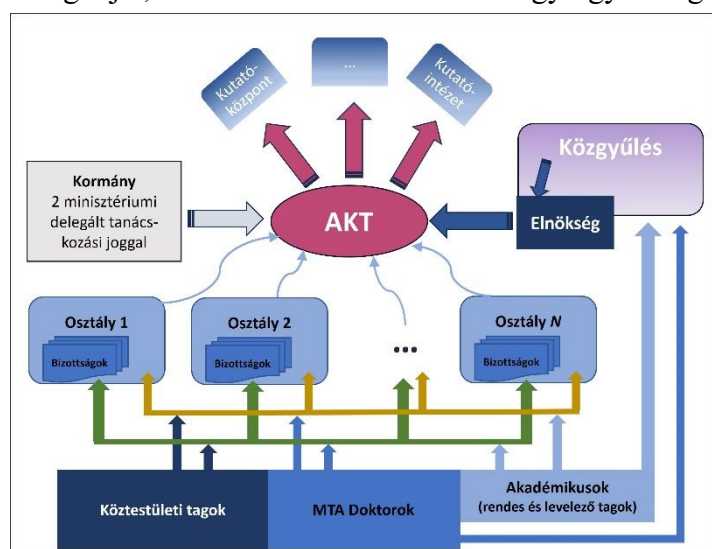 Kutató-
központ
...
Kutató-
intézet
Közgyűlés
Kormány
2 minisztériumi
delegált tanács-
kozási joggal
AKT
Elnökség
Osztály 1
Bizottságok
Osztály 2
Bizottságok
...
Osztály N
Bizottságok
Köztestületi tagok
MTA Doktorok
Akadémikusok
(rendes és levelező tagok)